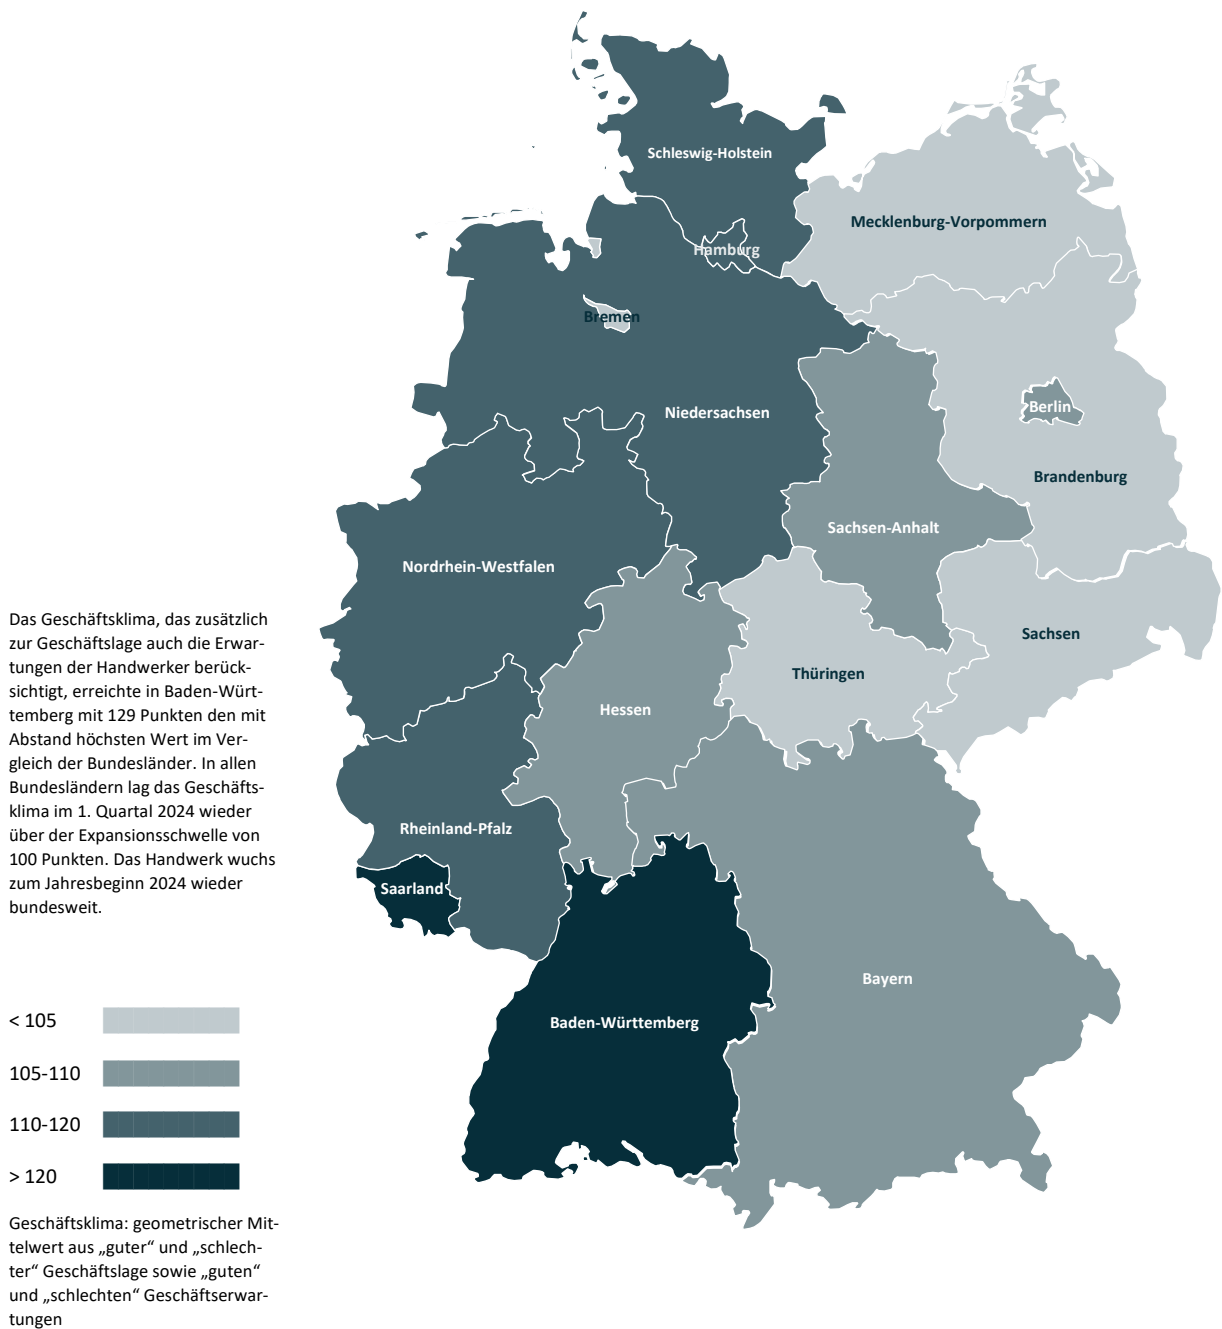 Schleswig-Holstein
Mecklenburg-Vorpommern
Hamburg
Bremen
Niedersachsen
Berlin
Brandenburg
Sachsen-Anhalt
Nordrhein-Westfalen
Sachsen
Thüringen
Hessen
Rheinland-Pfalz
Saarland
Bayern
Baden-Württemberg
Das Geschäftsklima, das zusätzlich
zur Geschäftslage auch die Erwar-
tungen der Handwerker berück-
sichtigt, erreichte in Baden-Würt-
temberg mit 129 Punkten den mit
Abstand höchsten Wert im Ver-
gleich der Bundesländer. In allen
Bundesländern lag das Geschäfts-
klima im 1. Quartal 2024 wieder
über der Expansionsschwelle von
100 Punkten. Das Handwerk wuchs
zum Jahresbeginn 2024 wieder
bundesweit.
< 105
105-110
110-120
> 120
Geschäftsklima: geometrischer Mit-
telwert aus „guter“ und „schlech-
ter“ Geschäftslage sowie „guten“
und „schlechten“ Geschäftserwar-
tungen